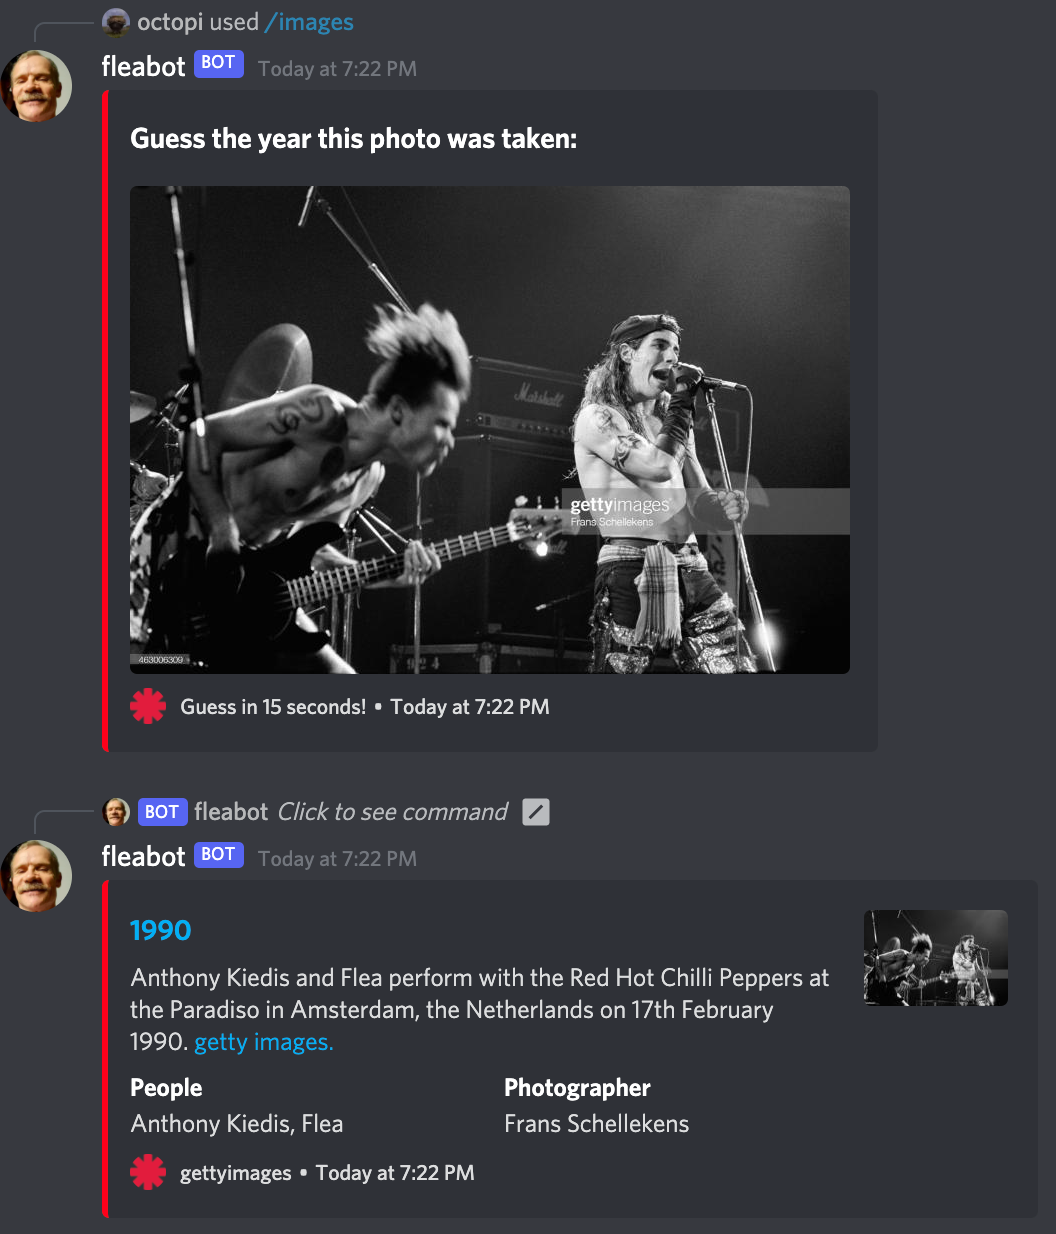 octopi used /images
fleabot BOT Today at 7:22 PM
Guess the year this photo was taken:
Marshall
gettyimages
Frans Schellekens
1024
463006309
Guess in 15 seconds! • Today at 7:22 PM
BOT fleabot Click to see command
fleabot BOT Today at 7:22 PM
1990
Anthony Kiedis and Flea perform with the Red Hot Chilli Peppers at
the Paradiso in Amsterdam, the Netherlands on 17th February
1990. getty images.
People
Photographer
Anthony Kiedis, Flea
Frans Schellekens
gettyimages • Today at 7:22 PM